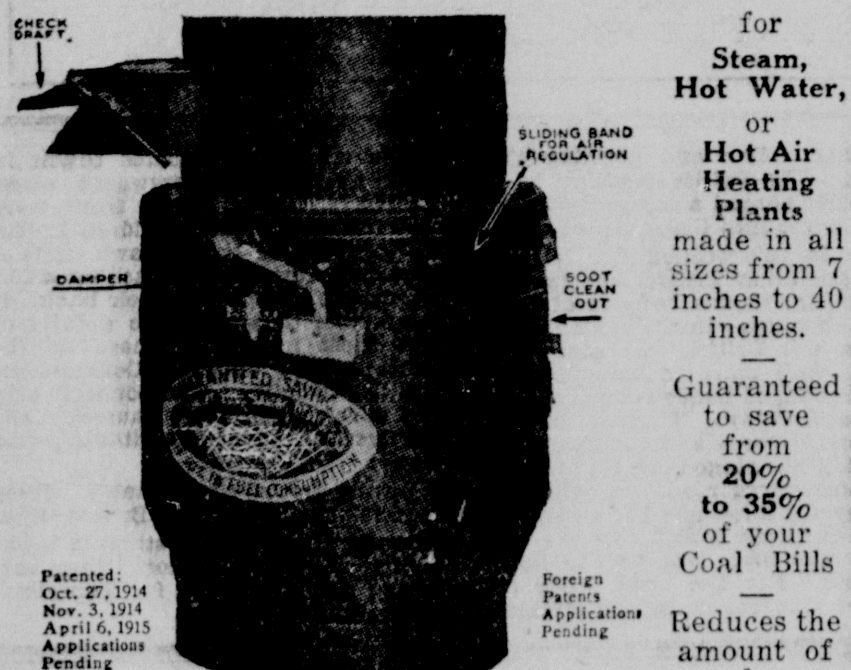 CHECK
DRAFT.
SLIDING BAND
FOR AIR
REGULATION
DAMPER
SOOT
CLEAN
OUT
GUARANTEED SAVING OF
IN FUEL CONSUMPTION
Patented:
Oct. 27, 1914
Nov. 3, 1914
April 6, 1915
Applications
Pending
Foreign
Patents
Applications
Pending
for
Steam,
Hot Water,
or
Hot Air
Heating
Plants
made in all
sizes from 7
inches to 40
inches.
Guaranteed
to save
from
20%
to 35%
of your
Coal Bills
Reduces the
amount of